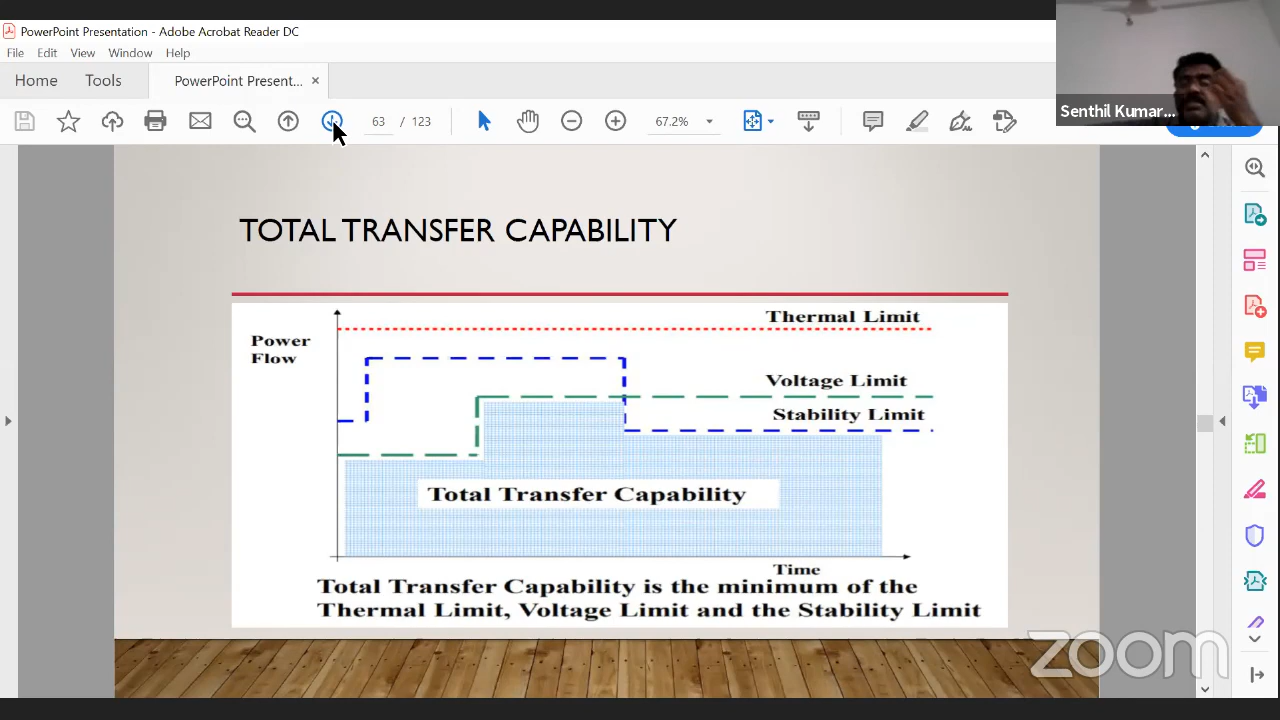 PowerPoint Presentation - Adobe Acrobat Reader DC
File Edit View Window Help
Home Tools PowerPoint Present... ×
63 / 123 67.2%
Senthil Kumar...
TOTAL TRANSFER CAPABILITY
Thermal Limit
Power
Flow
Voltage Limit
Stability Limit
Total Transfer Capability
Time
Total Transfer Capability is the minimum of the
Thermal Limit, Voltage Limit and the Stability Limit
zoom